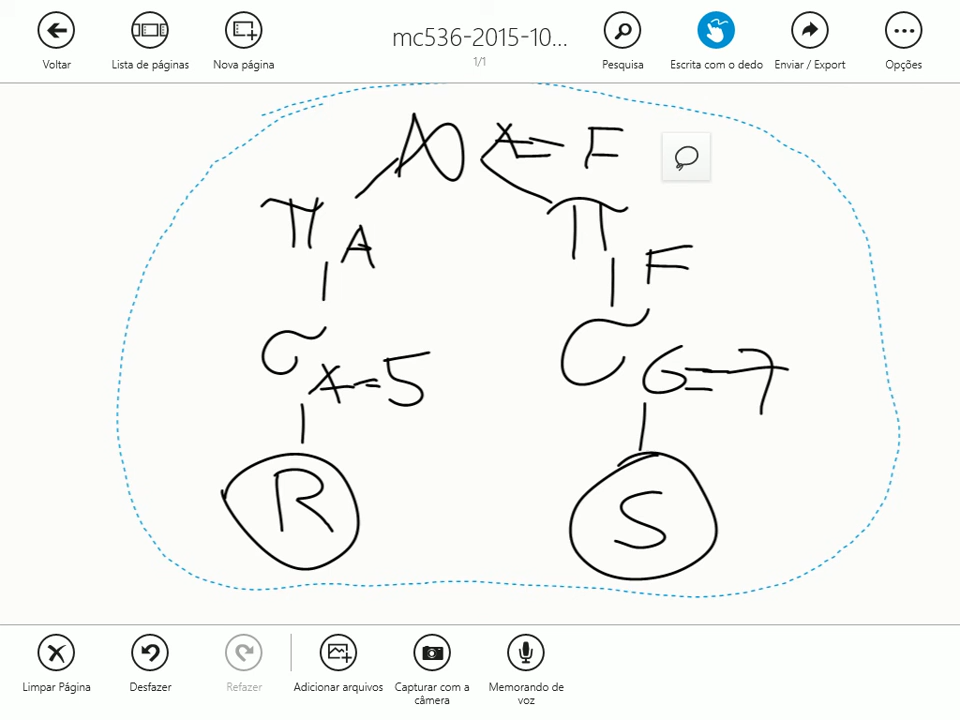 Voltar
Lista de páginas
Nova página
mc536-2015-10...
1/1
Pesquisa
Escrita com o dedo
Enviar / Export
Opções
⋈ x = F
π A
π F
σ x=5
σ G=7
R
S
Limpar Página
Desfazer
Refazer
Adicionar arquivos
Capturar com a
câmera
Memorando de
voz